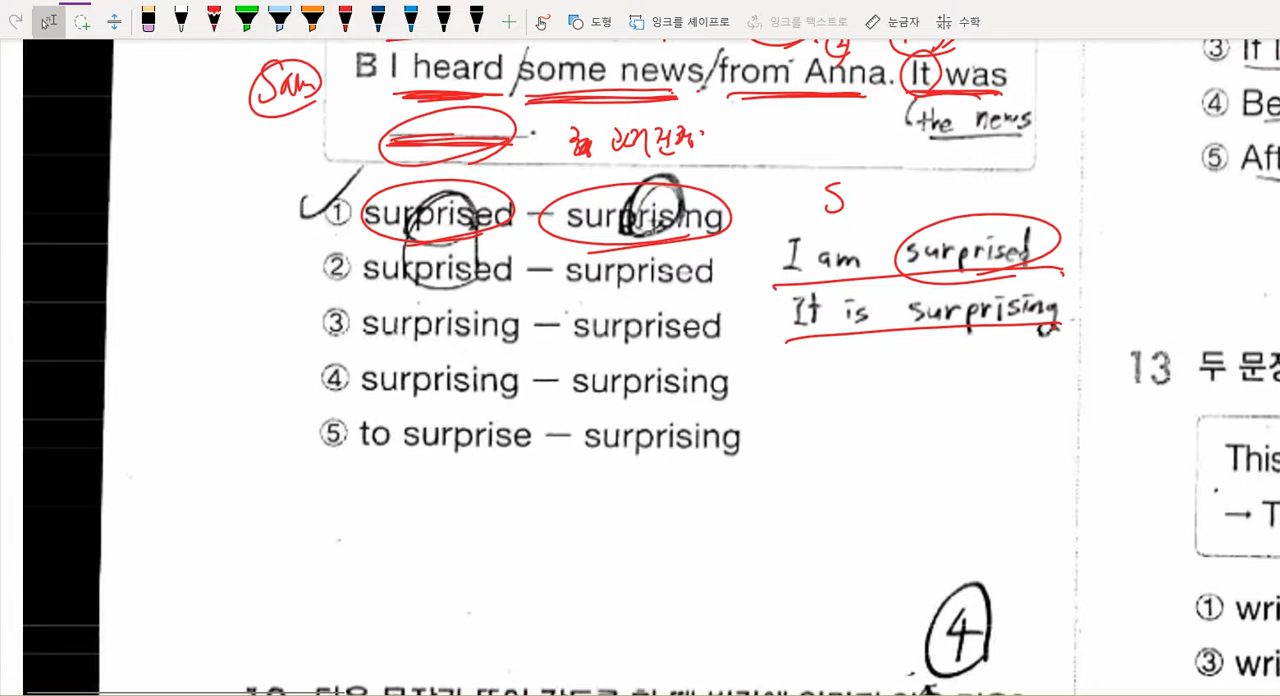 도형 잉크를 셰이프로 잉크를 텍스트로 눈금자 수학
B I heard some news from Anna. It was
Sam
the news
① surprised — surprising
② surprised — surprised
③ surprising — surprised
④ surprising — surprising
⑤ to surprise — surprising
S
I am surprised
It is surprising
4
③ If
④ Be
⑤ Aft
13 두 문장
This
→ T
① wri
③ wri